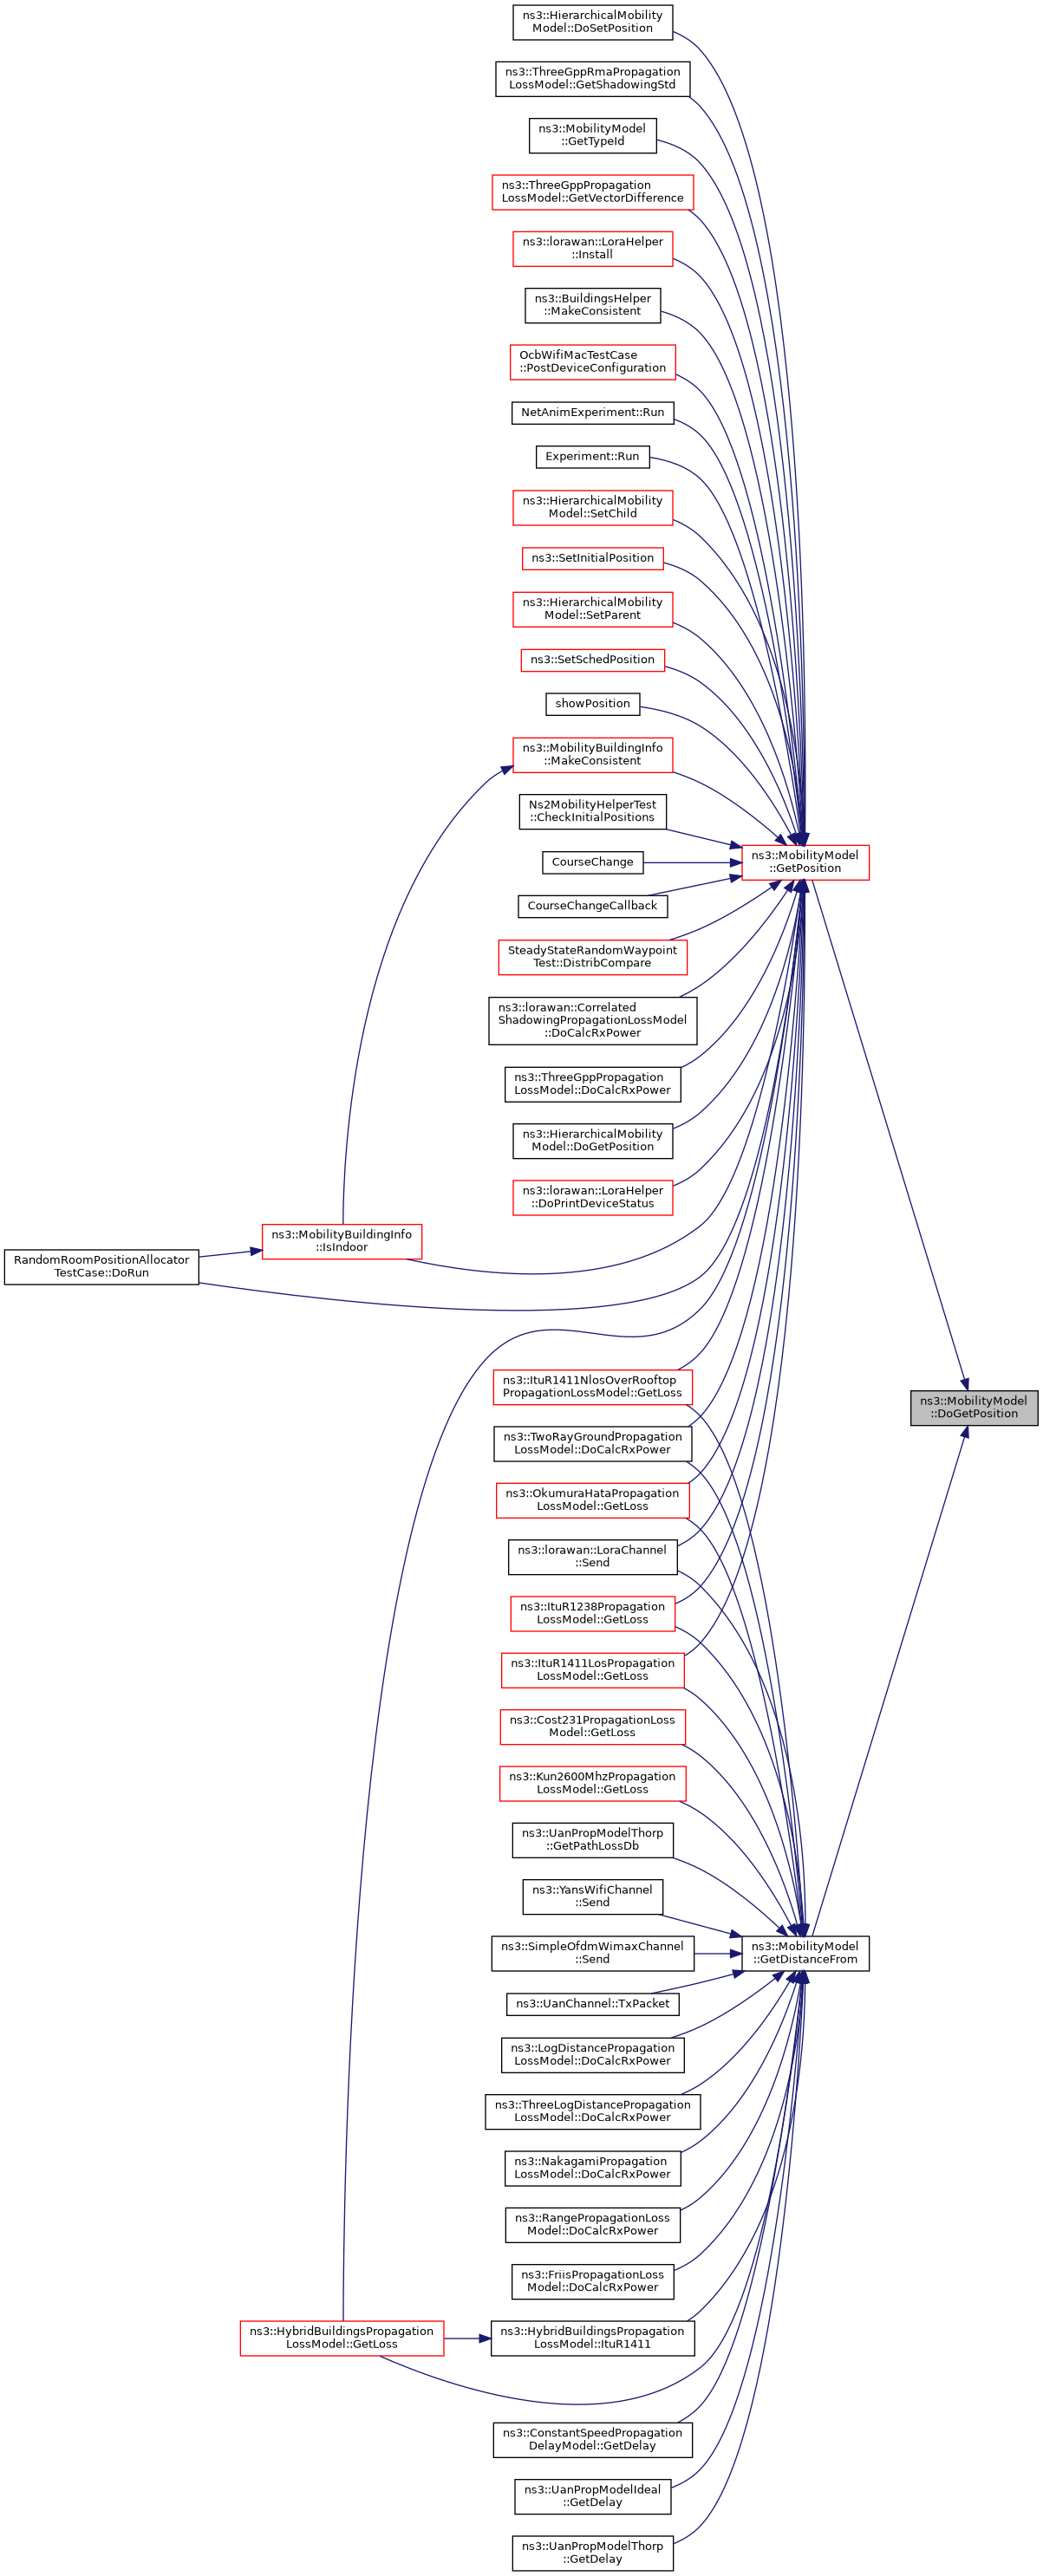 ns3::HierarchicalMobility
Model::DoSetPosition
ns3::ThreeGppRmaPropagation
LossModel::GetShadowingStd
ns3::MobilityModel
::GetTypeId
ns3::ThreeGppPropagation
LossModel::GetVectorDifference
ns3::lorawan::LoraHelper
::Install
ns3::BuildingsHelper
::MakeConsistent
OcbWifiMacTestCase
::PostDeviceConfiguration
NetAnimExperiment::Run
Experiment::Run
ns3::HierarchicalMobility
Model::SetChild
ns3::SetInitialPosition
ns3::HierarchicalMobility
Model::SetParent
ns3::SetSchedPosition
showPosition
ns3::MobilityBuildingInfo
::MakeConsistent
Ns2MobilityHelperTest
::CheckInitialPositions
CourseChange
ns3::MobilityModel
::GetPosition
CourseChangeCallback
SteadyStateRandomWaypoint
Test::DistribCompare
ns3::lorawan::Correlated
ShadowingPropagationLossModel
::DoCalcRxPower
ns3::ThreeGppPropagation
LossModel::DoCalcRxPower
ns3::HierarchicalMobility
Model::DoGetPosition
ns3::lorawan::LoraHelper
::DoPrintDeviceStatus
ns3::MobilityBuildingInfo
::IsIndoor
RandomRoomPositionAllocator
TestCase::DoRun
ns3::ItuR1411NlosOverRooftop
PropagationLossModel::GetLoss
ns3::MobilityModel
::DoGetPosition
ns3::TwoRayGroundPropagation
LossModel::DoCalcRxPower
ns3::OkumuraHataPropagation
LossModel::GetLoss
ns3::lorawan::LoraChannel
::Send
ns3::ItuR1238Propagation
LossModel::GetLoss
ns3::ItuR1411LosPropagation
LossModel::GetLoss
ns3::Cost231PropagationLoss
Model::GetLoss
ns3::Kun2600MhzPropagation
LossModel::GetLoss
ns3::UanPropModelThorp
::GetPathLossDb
ns3::YansWifiChannel
::Send
ns3::SimpleOfdmWimaxChannel
::Send
ns3::MobilityModel
::GetDistanceFrom
ns3::UanChannel::TxPacket
ns3::LogDistancePropagation
LossModel::DoCalcRxPower
ns3::ThreeLogDistancePropagation
LossModel::DoCalcRxPower
ns3::NakagamiPropagation
LossModel::DoCalcRxPower
ns3::RangePropagationLoss
Model::DoCalcRxPower
ns3::FriisPropagationLoss
Model::DoCalcRxPower
ns3::HybridBuildingsPropagation
LossModel::GetLoss
ns3::HybridBuildingsPropagation
LossModel::ItuR1411
ns3::ConstantSpeedPropagation
DelayModel::GetDelay
ns3::UanPropModelIdeal
::GetDelay
ns3::UanPropModelThorp
::GetDelay